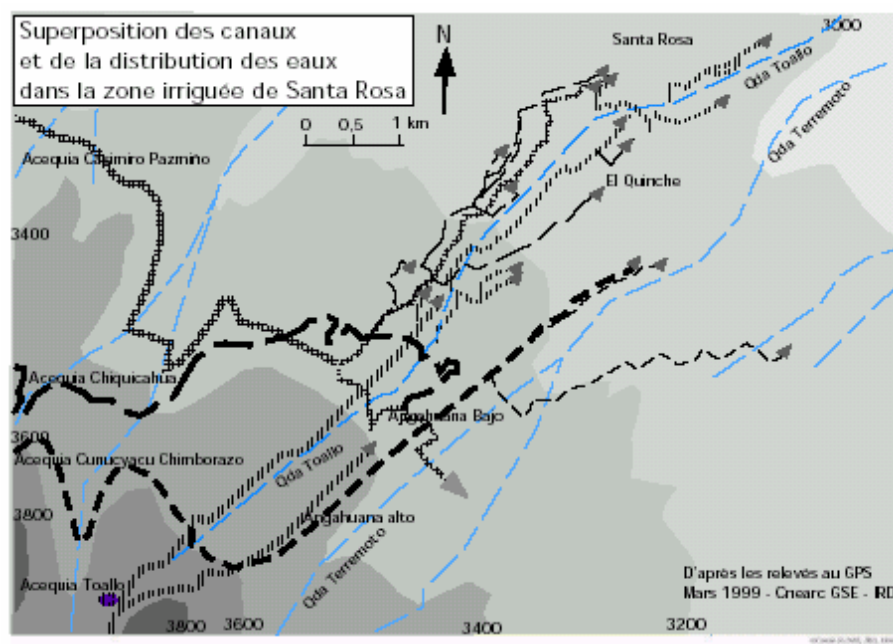 Superposition des canaux
et de la distribution des eaux
dans la zone irriguée de Santa Rosa
N
0 0,5 1 km
Santa Rosa
3000
Qda Toallo
Qda Terremoto
Acequia Casimiro Pazmiño
El Quinche
3400
Acequia Chiquicahua
Angahuana Bajo
3600
Acequia Cunucyacu Chimborazo
Qda Toallo
3800
Angahuana alto
Qda Terremoto
Acequia Toallo
D'après les relevés au GPS
Mars 1999 - Cnearc GSE - IRD
3800 3600 3400 3200